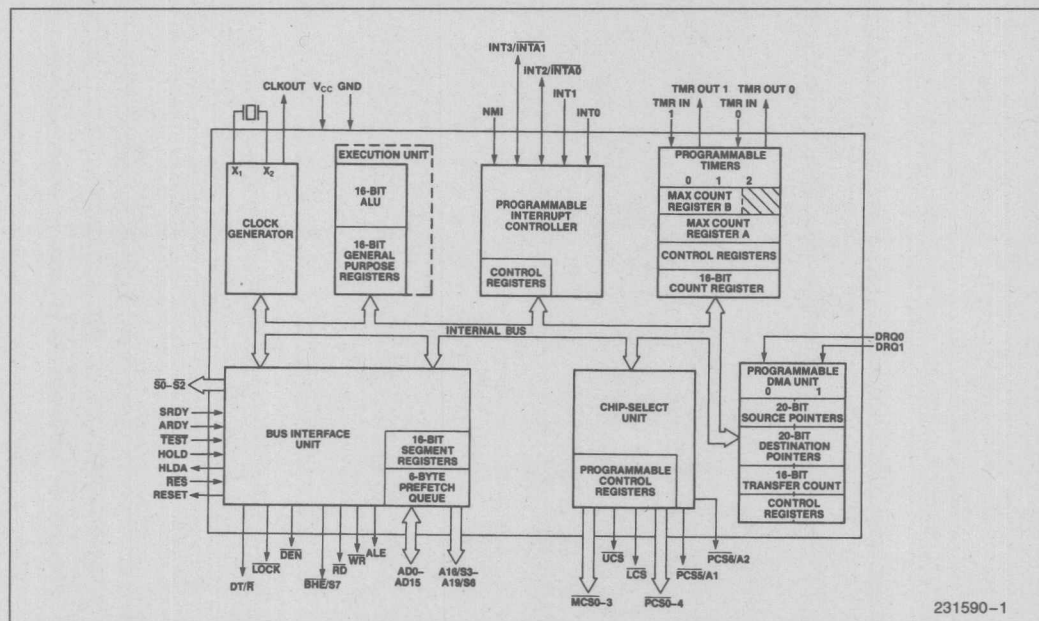 INT3/INTA1
INT2/INTA0
INT1
NMI
INT0
CLKOUT
VCC GND
TMR OUT 1 TMR OUT 0
TMR IN TMR IN
1 0
X1 X2
CLOCK
GENERATOR
EXECUTION UNIT
16-BIT
ALU
16-BIT
GENERAL
PURPOSE
REGISTERS
PROGRAMMABLE
INTERRUPT
CONTROLLER
CONTROL
REGISTERS
PROGRAMMABLE
TIMERS
0 1 2
MAX COUNT
REGISTER B
MAX COUNT
REGISTER A
CONTROL REGISTERS
16-BIT
COUNT REGISTER
INTERNAL BUS
DRQ0
DRQ1
S0–S2
SRDY
ARDY
TEST
HOLD
HLDA
RES
RESET
BUS INTERFACE
UNIT
16-BIT
SEGMENT
REGISTERS
6-BYTE
PREFETCH
QUEUE
CHIP-SELECT
UNIT
PROGRAMMABLE
CONTROL
REGISTERS
PROGRAMMABLE
DMA UNIT
0 1
20-BIT
SOURCE POINTERS
20-BIT
DESTINATION
POINTERS
16-BIT
TRANSFER COUNT
CONTROL
REGISTERS
DT/R
LOCK
DEN
BHE/S7
RD
WR
ALE
AD0–
AD15
A16/S3–
A19/S6
MCS0–3
UCS
LCS
PCS0–4
PCS5/A1
PCS6/A2
231590–1